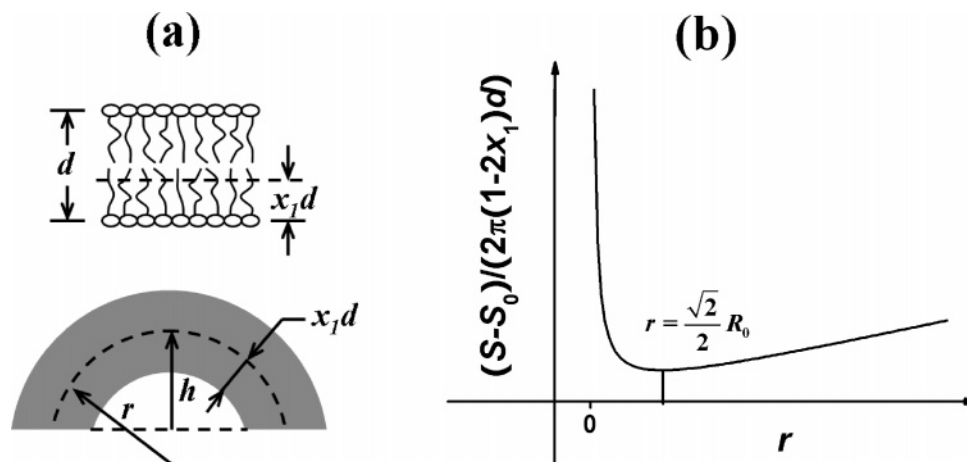 (a)
d
x₁d
x₁d
h
r
(b)
(S-S₀)/(2π(1-2x₁)d)
r = √2/2 R₀
0
r